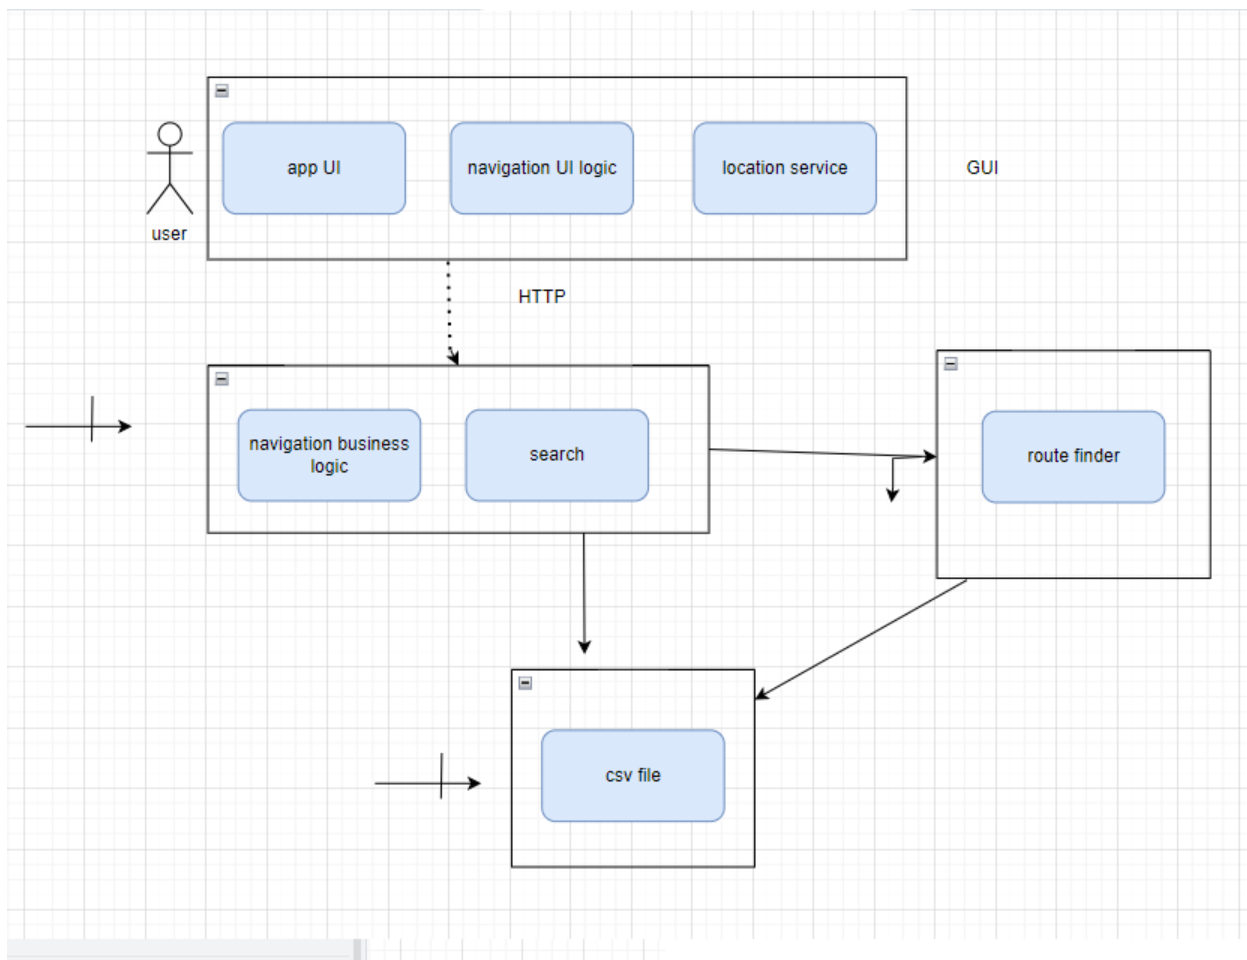 app UI
navigation UI logic
location service
GUI
user
HTTP
navigation business
logic
search
route finder
csv file